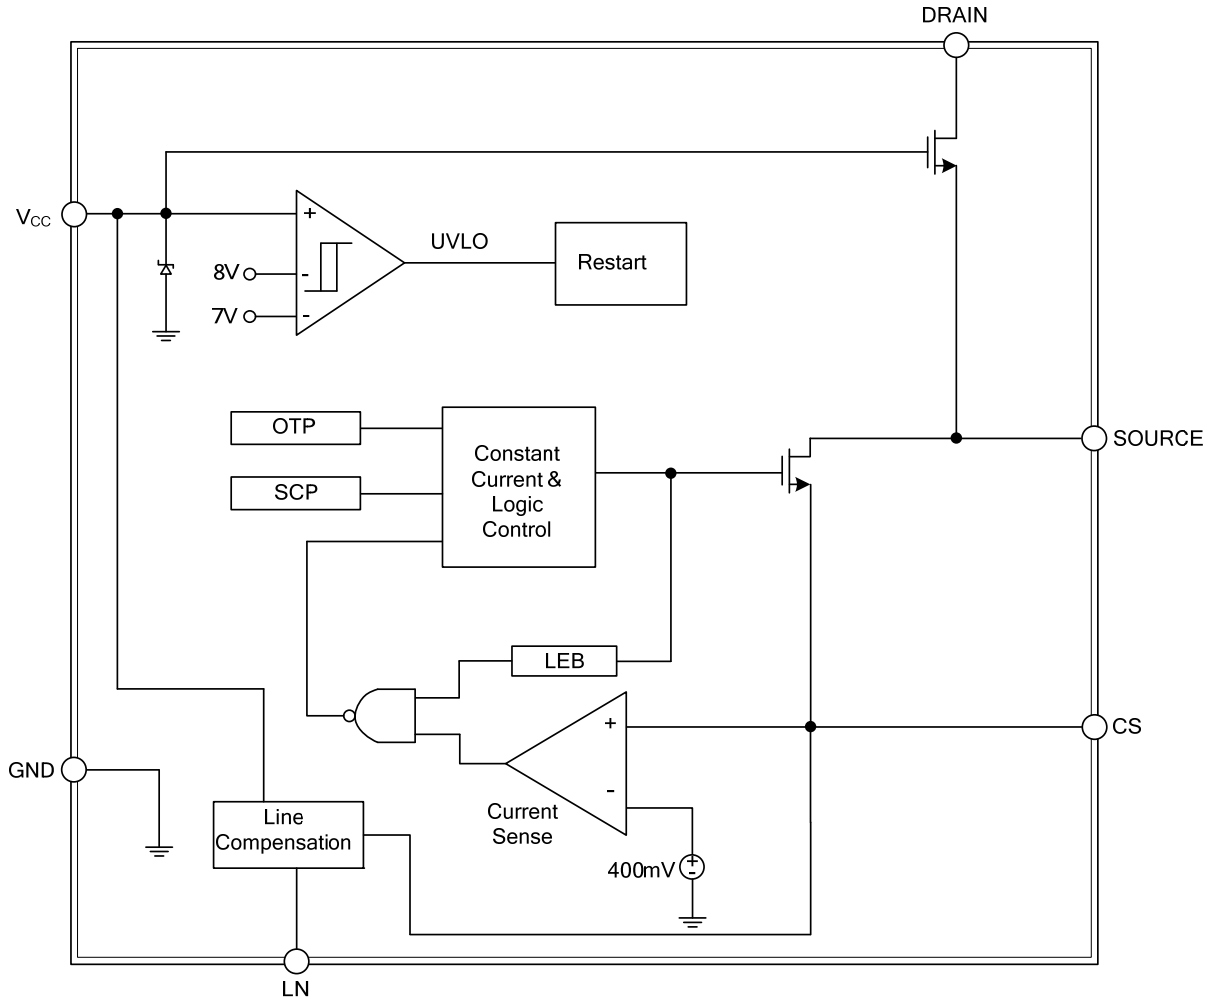 DRAIN
VCC
+
8V
-
7V
-
UVLO
Restart
OTP
SCP
Constant
Current &
Logic
Control
SOURCE
LEB
+
-
CS
GND
Current
Sense
Line
Compensation
400mV
+
-
LN